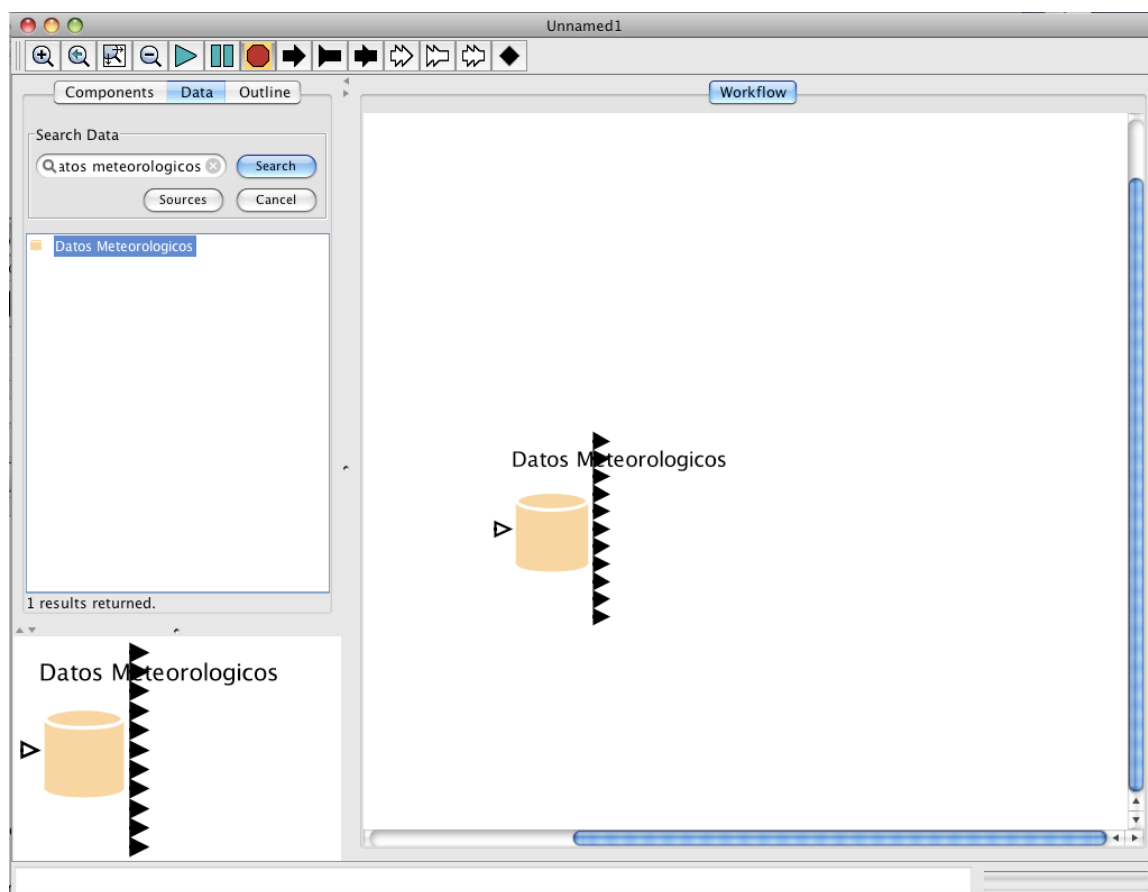 Unnamed1
Components Data Outline
Workflow
Search Data
atos meteorologicos
Search
Sources
Cancel
Datos Meteorologicos
Datos Meteorologicos
1 results returned.
Datos Meteorologicos